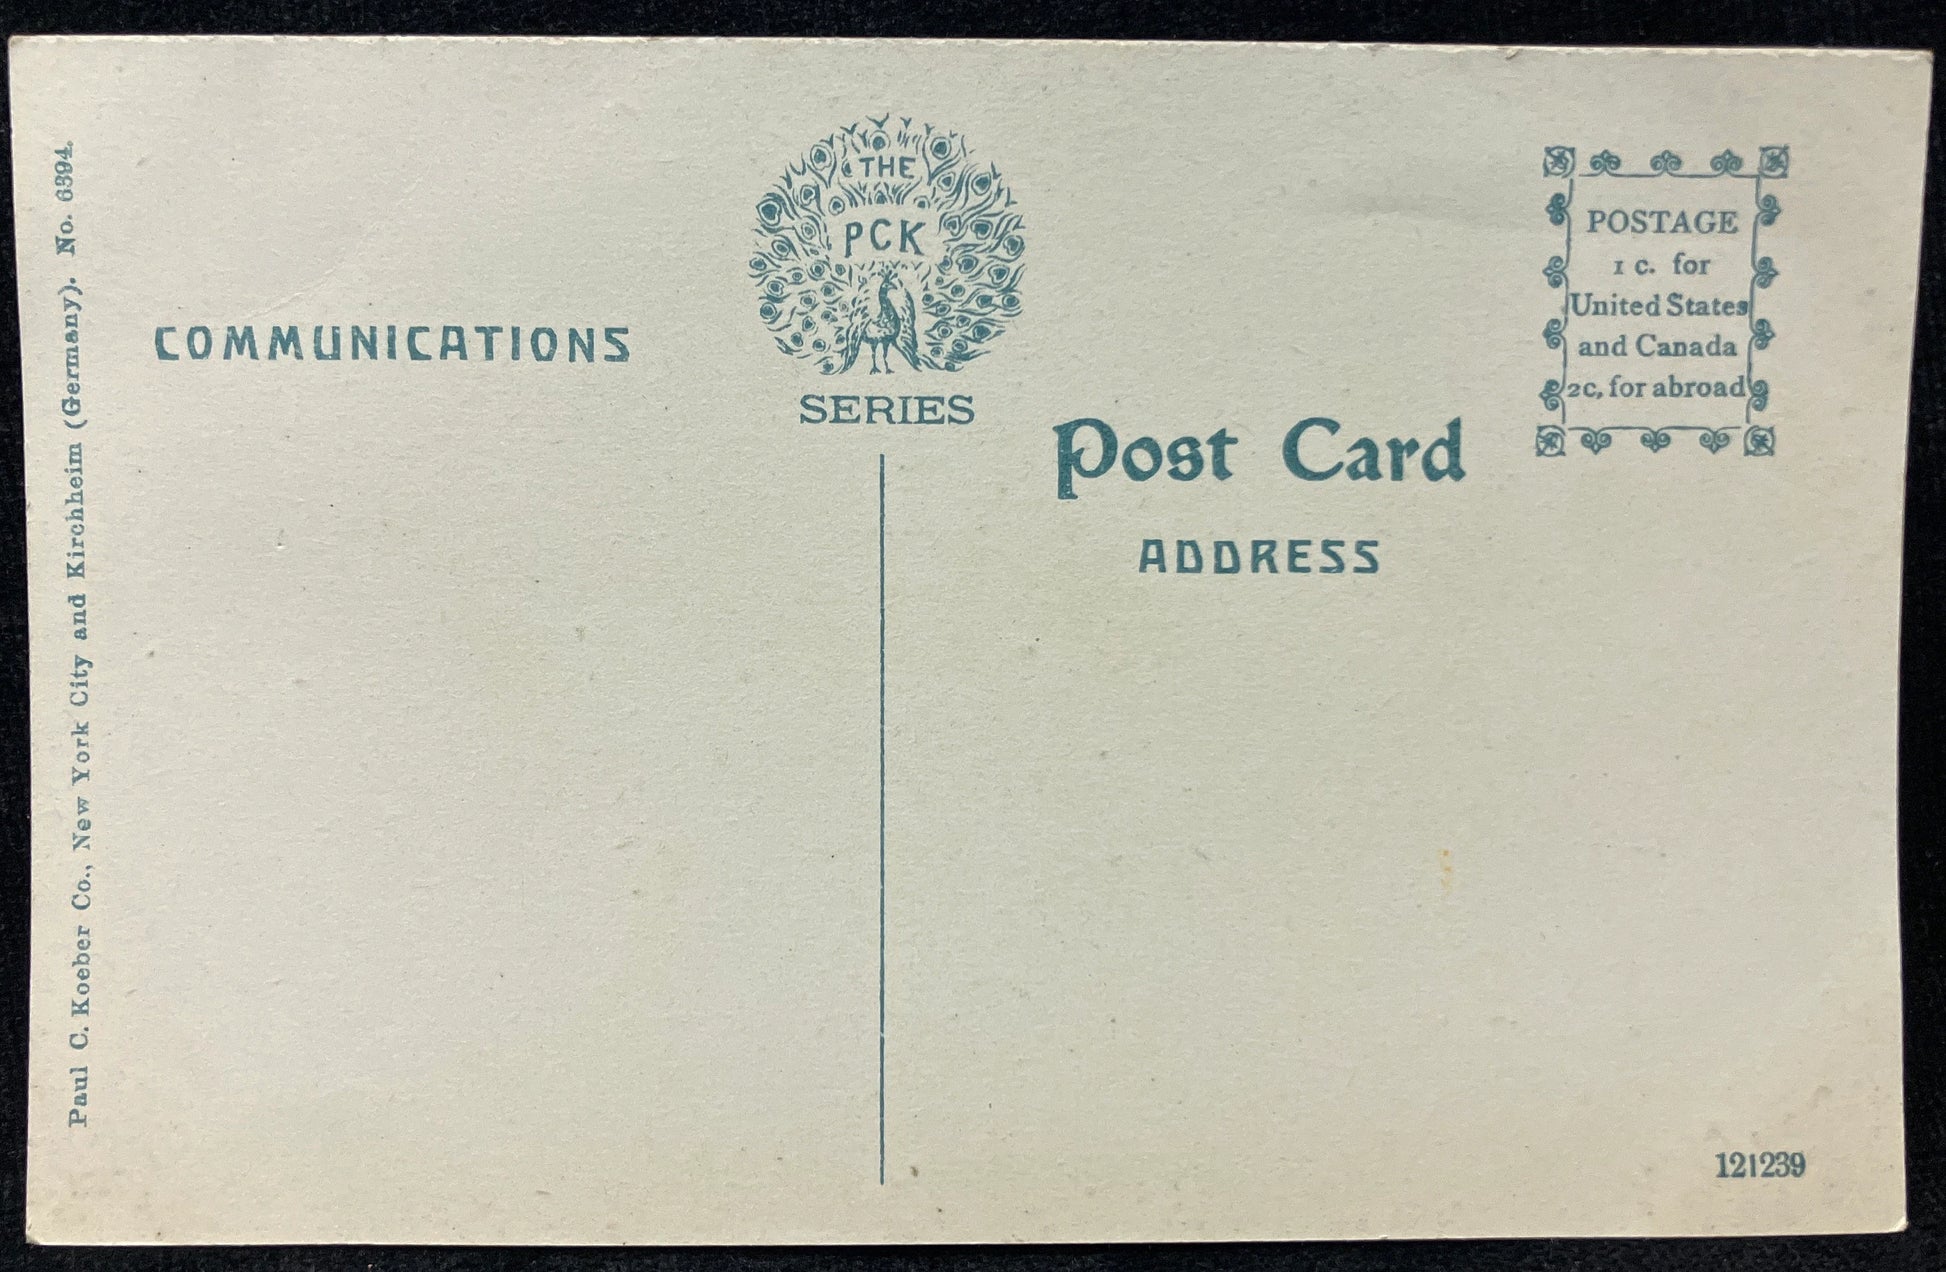 Paul C. Koeber Co., New York City and Kirchheim (Germany). No. 6394.
COMMUNICATIONS
THE
PCK
SERIES
Post Card
ADDRESS
POSTAGE
1 c. for
United States
and Canada
2c, for abroad
121239